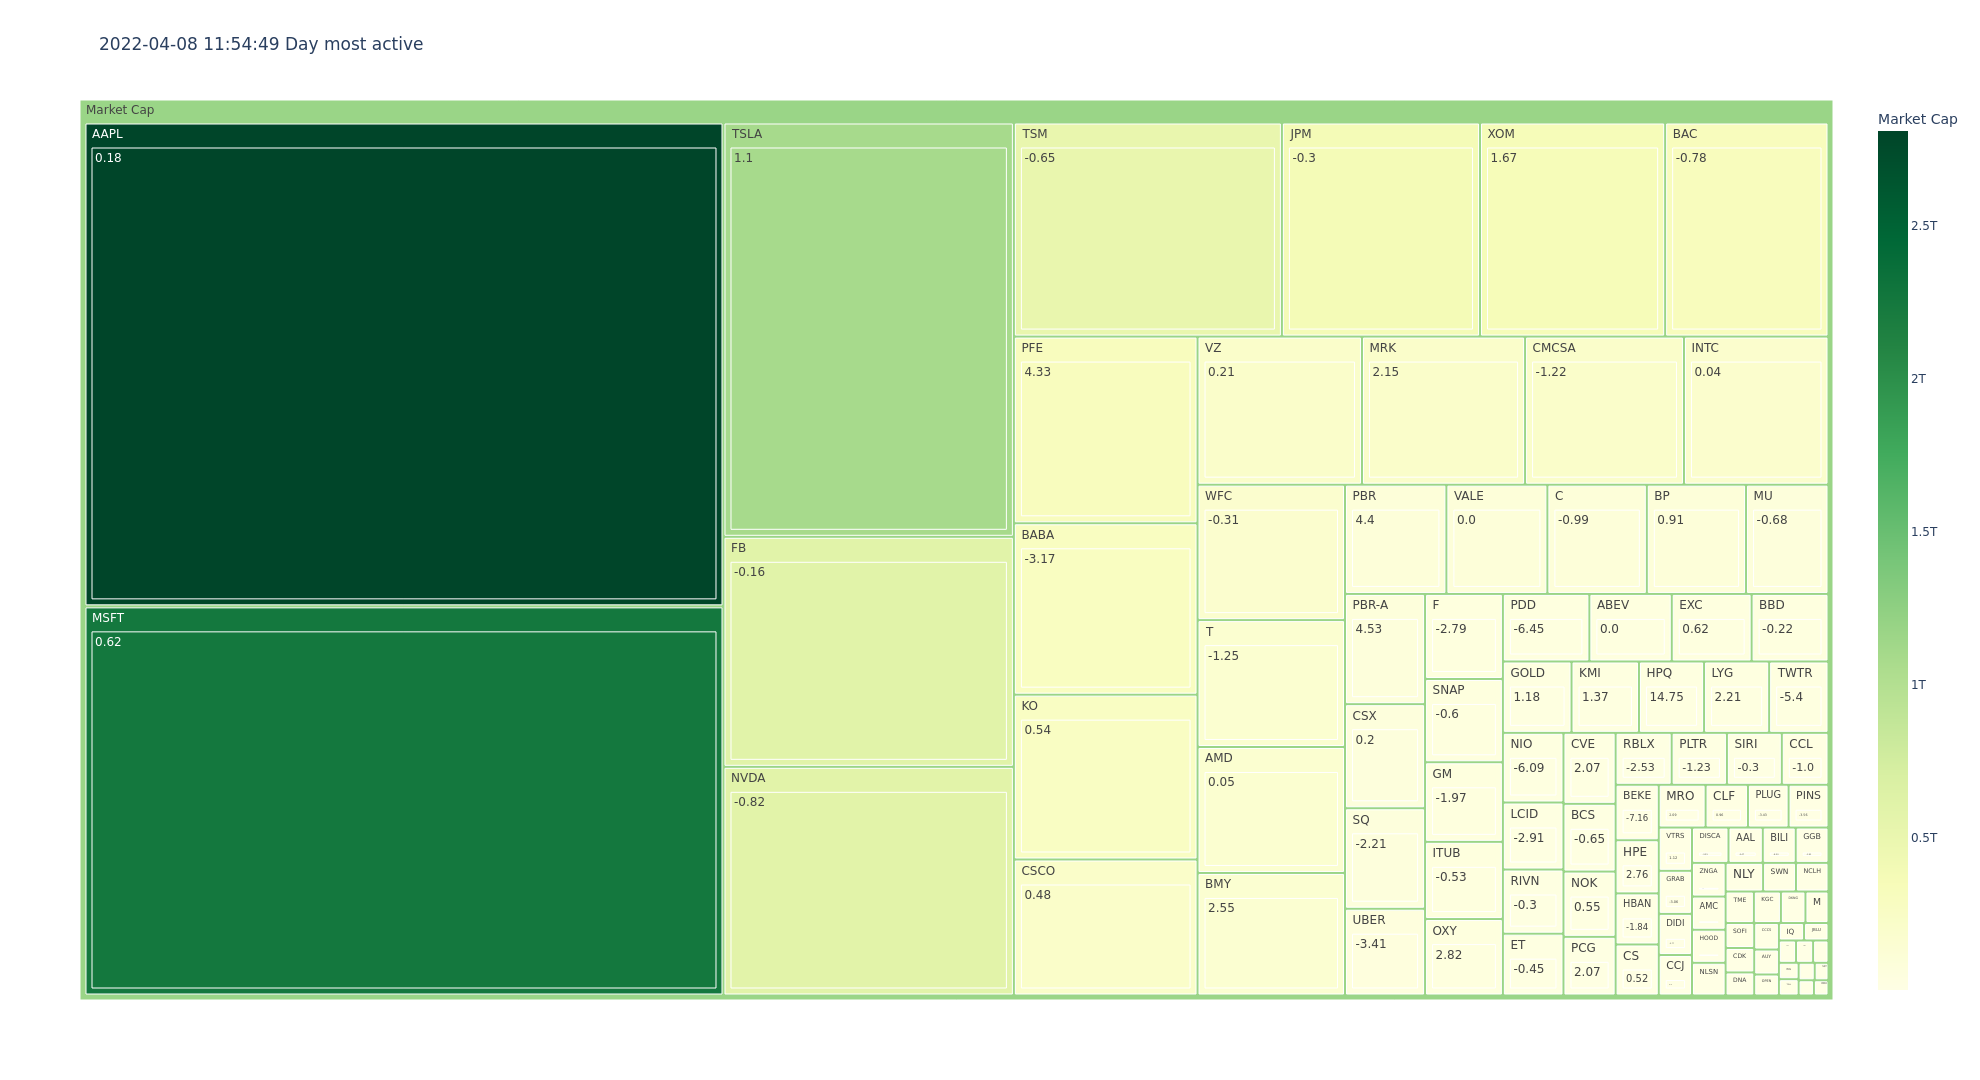 2022-04-08 11:54:49 Day most active
Market Cap
AAPL
0.18
MSFT
0.62
TSLA
1.1
FB
-0.16
NVDA
-0.82
TSM
-0.65
JPM
-0.3
XOM
1.67
BAC
-0.78
PFE
4.33
BABA
-3.17
KO
0.54
CSCO
0.48
VZ
0.21
MRK
2.15
CMCSA
-1.22
INTC
0.04
WFC
-0.31
T
-1.25
AMD
0.05
BMY
2.55
PBR
4.4
VALE
0.0
C
-0.99
BP
0.91
MU
-0.68
PBR-A
4.53
CSX
0.2
SQ
-2.21
UBER
-3.41
F
-2.79
SNAP
-0.6
GM
-1.97
ITUB
-0.53
OXY
2.82
PDD
-6.45
ABEV
0.0
EXC
0.62
BBD
-0.22
GOLD
1.18
KMI
1.37
HPQ
14.75
LYG
2.21
TWTR
-5.4
NIO
-6.09
LCID
-2.91
RIVN
-0.3
ET
-0.45
CVE
2.07
BCS
-0.65
NOK
0.55
PCG
2.07
RBLX
-2.53
PLTR
-1.23
SIRI
-0.3
CCL
-1.0
BEKE
-7.16
HPE
2.76
HBAN
-1.84
CS
0.52
MRO
CLF
PLUG
PINS
VTRS
GRAB
DIDI
CCJ
DISCA
AAL
BILI
GGB
ZNGA
AMC
HOOD
NLSN
NLY
SWN
NCLH
TME
KGC
M
SOFI
CDK
DNA
AUY
IQ
Market Cap
2.5T
2T
1.5T
1T
0.5T